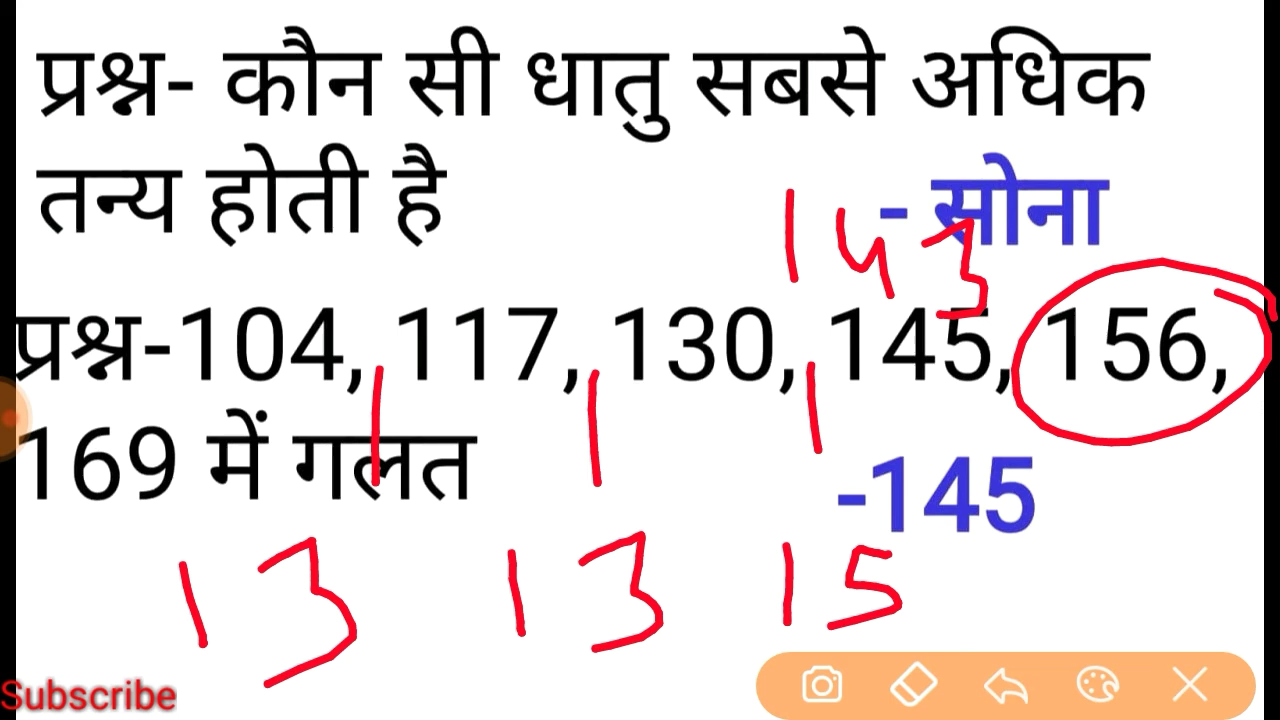 प्रश्न- कौन सी धातु सबसे अधिक
तन्य होती है - सोना
143
प्रश्न-104, 117, 130, 145, 156,
169 में गलत -145
13 13 15
Subscribe